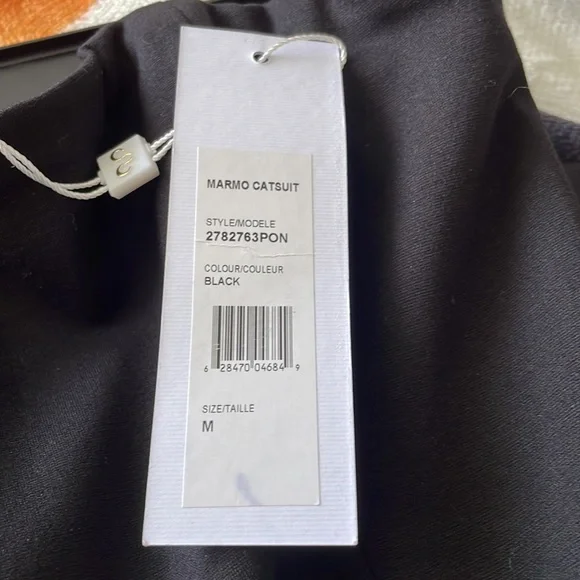 MARMO CATSUIT
STYLE/MODELE
2782763PON
COLOUR/COULEUR
BLACK
6 28470 04684 9
SIZE/TAILLE
M